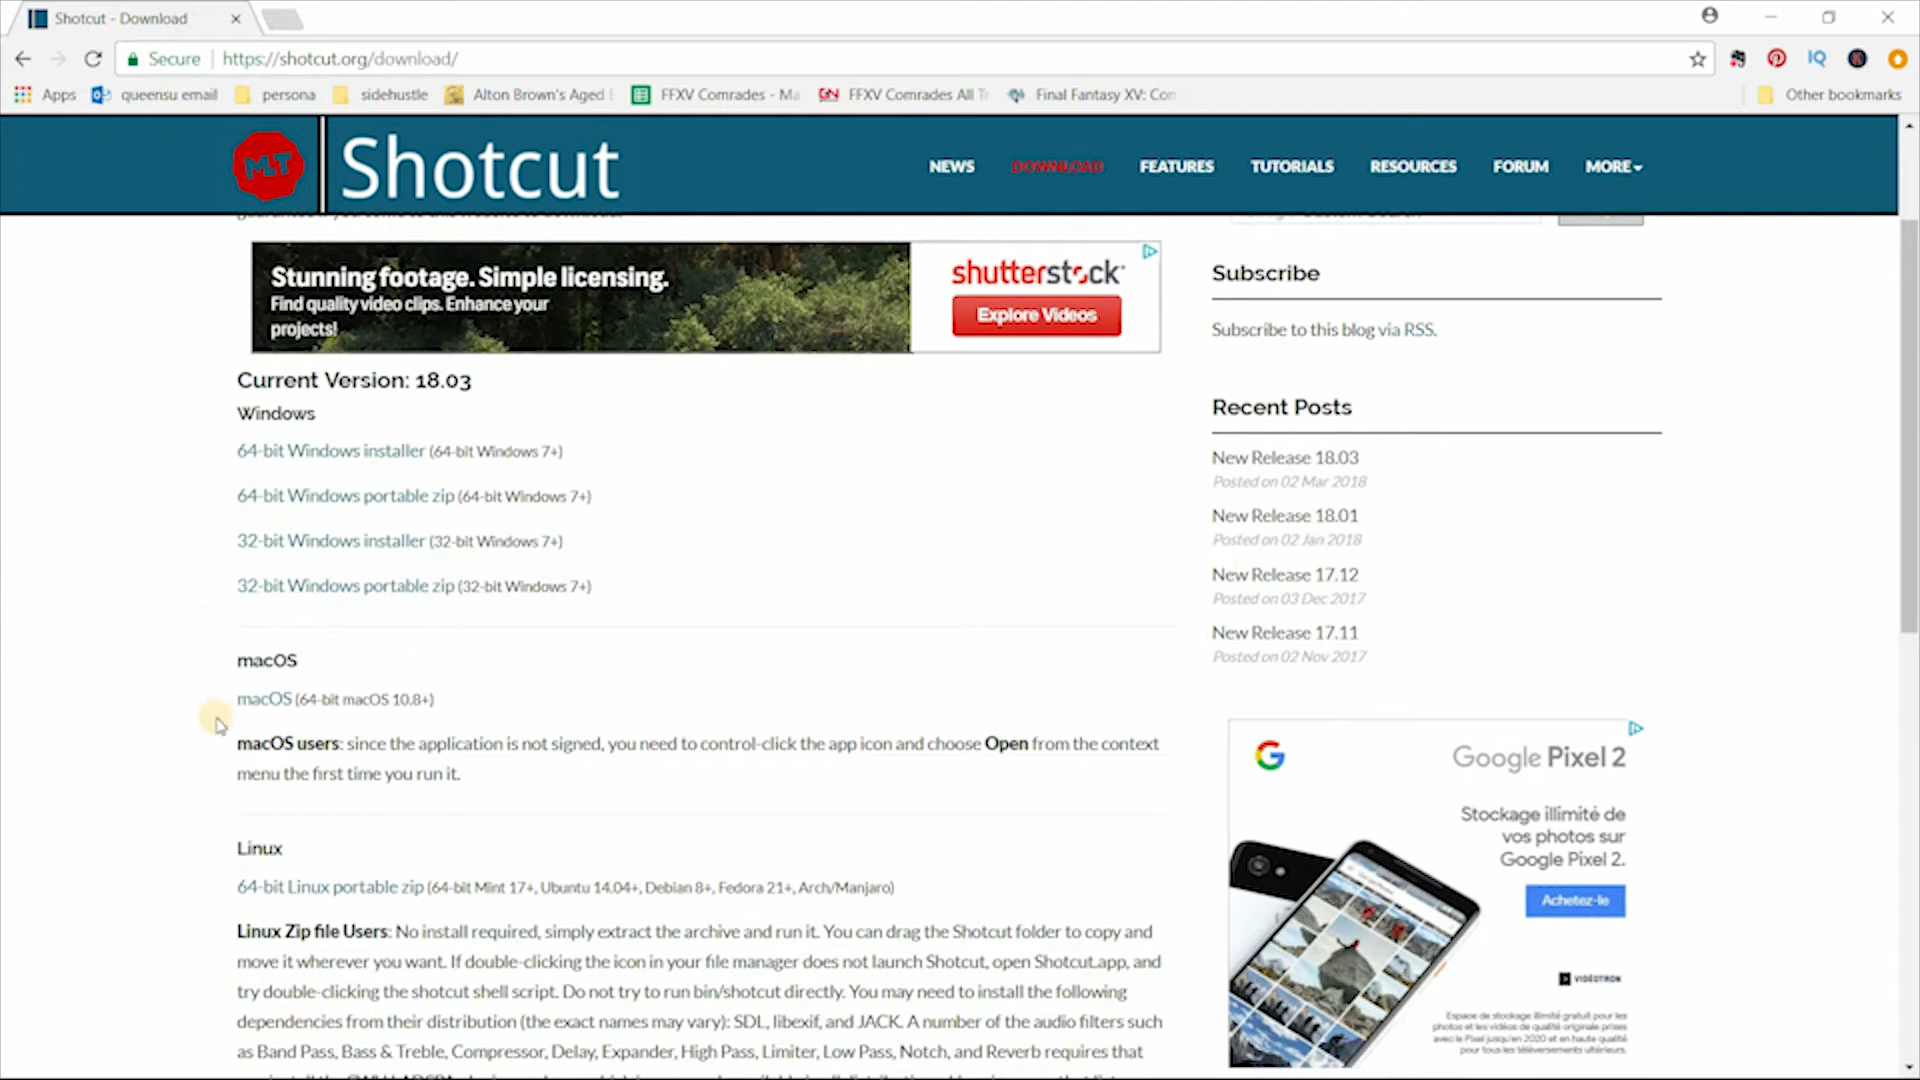 Shotcut - Download
Secure https://shotcut.org/download/
Apps queensu email persona sidehustle Alton Brown's Aged FFXV Comrades - Ma FFXV Comrades All Tr Final Fantasy XV: Com Other bookmarks
MLT Shotcut
NEWS DOWNLOAD FEATURES TUTORIALS RESOURCES FORUM MORE
Stunning footage. Simple licensing.
Find quality video clips. Enhance your
projects!
shutterstock
Explore Videos
Current Version: 18.03
Windows
64-bit Windows installer (64-bit Windows 7+)
64-bit Windows portable zip (64-bit Windows 7+)
32-bit Windows installer (32-bit Windows 7+)
32-bit Windows portable zip (32-bit Windows 7+)
macOS
macOS (64-bit macOS 10.8+)
macOS users: since the application is not signed, you need to control-click the app icon and choose Open from the context
menu the first time you run it.
Linux
64-bit Linux portable zip (64-bit Mint 17+, Ubuntu 14.04+, Debian 8+, Fedora 21+, Arch/Manjaro)
Linux Zip file Users: No install required, simply extract the archive and run it. You can drag the Shotcut folder to copy and
move it wherever you want. If double-clicking the icon in your file manager does not launch Shotcut, open Shotcut.app, and
try double-clicking the shotcut shell script. Do not try to run bin/shotcut directly. You may need to install the following
dependencies from their distribution (the exact names may vary): SDL, libexif, and JACK. A number of the audio filters such
as Band Pass, Bass & Treble, Compressor, Delay, Expander, High Pass, Limiter, Low Pass, Notch, and Reverb requires that
Subscribe
Subscribe to this blog via RSS.
Recent Posts
New Release 18.03
Posted on 02 Mar 2018
New Release 18.01
Posted on 02 Jan 2018
New Release 17.12
Posted on 03 Dec 2017
New Release 17.11
Posted on 02 Nov 2017
Google Pixel 2
Stockage illimité de
vos photos sur
Google Pixel 2.
Achetez-le
VIDÉOTRON
Espace de stockage illimité gratuit pour les
photos et les vidéos de qualité originale prises
avec le Pixel jusqu'en 2020 et en haute qualité
pour tous les téléversements ultérieurs.